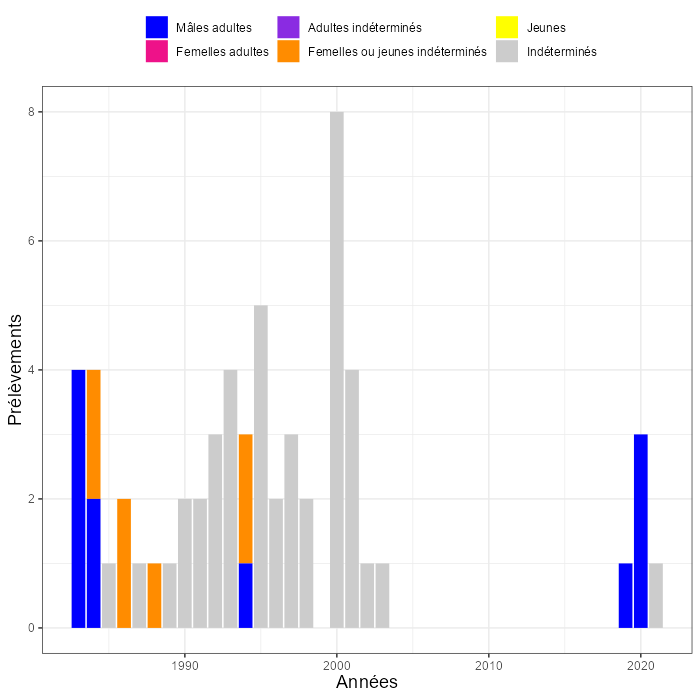 Mâles adultes Adultes indéterminés Jeunes
Femelles adultes Femelles ou jeunes indéterminés Indéterminés
8
6
4
2
0
Prélèvements
1990 2000 2010 2020
Années